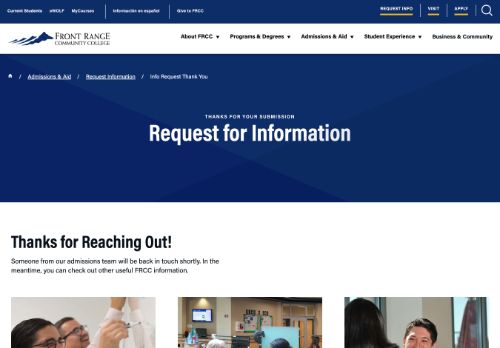 Current Students eWOLF MyCourses Información en español Give to FRCC REQUEST INFO VISIT APPLY
FRONT RANGE
COMMUNITY COLLEGE
About FRCC ▼ Programs & Degrees ▼ Admissions & Aid ▼ Student Experience ▼ Business & Community
/ Admissions & Aid / Request Information / Info Request Thank You
THANKS FOR YOUR SUBMISSION
Request for Information
Thanks for Reaching Out!
Someone from our admissions team will be back in touch shortly. In the
meantime, you can check out other useful FRCC information.